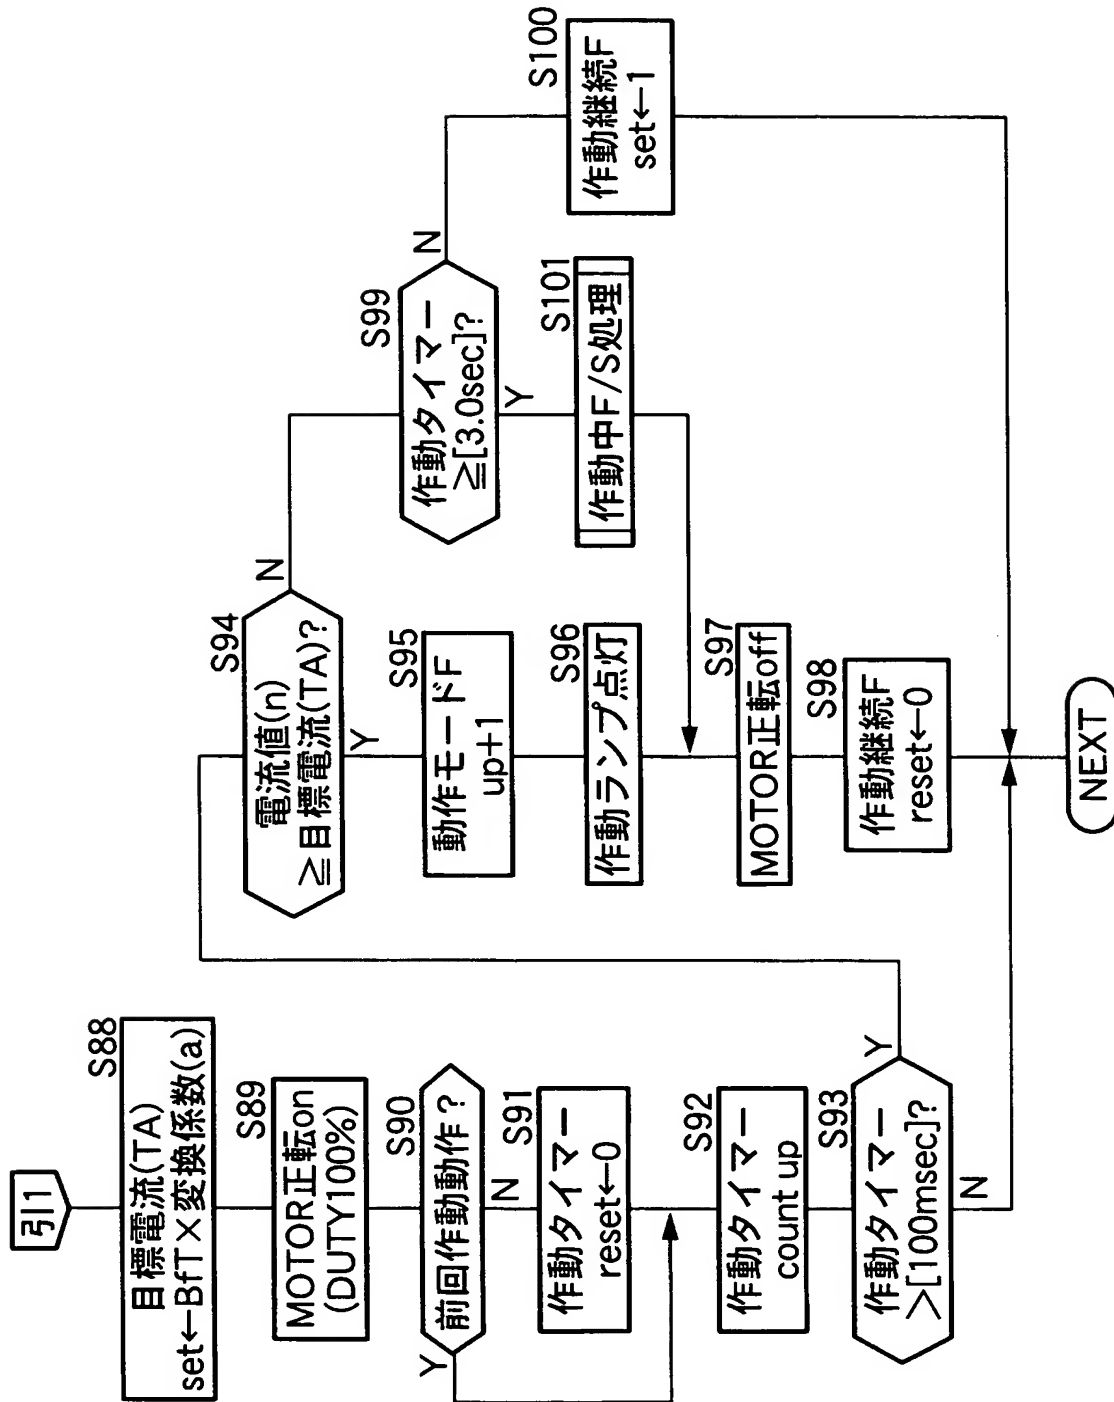 引1
S88
目標電流(TA)
set←BfT×変換係数(a)
S89
MOTOR正転on
(DUTY100%)
S90
前回作動動作?
Y
N
S91
作動タイマー
reset←0
S92
作動タイマー
count up
S93
作動タイマー
>[100msec]?
Y
N
S94
電流値(n)
≧目標電流(TA)?
N
Y
S95
動作モードF
up+1
S96
作動ランプ点灯
S97
MOTOR正転off
S98
作動継続F
reset←0
S99
作動タイマー
≧[3.0sec]?
N
Y
S100
作動継続F
set←1
S101
作動中F/S処理
NEXT